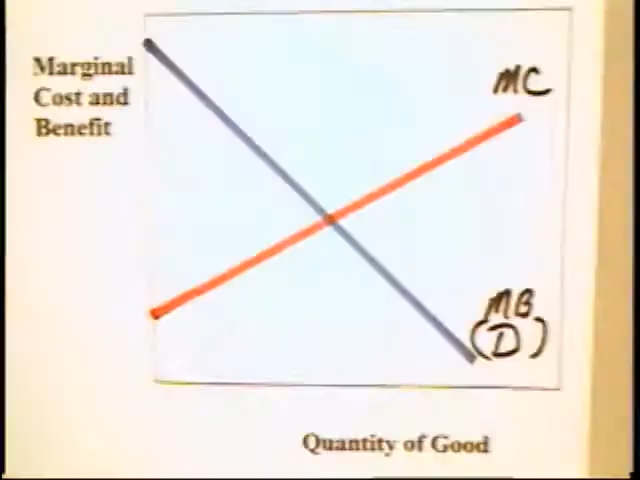 Marginal
Cost and
Benefit
MC
MB
(D)
Quantity of Good